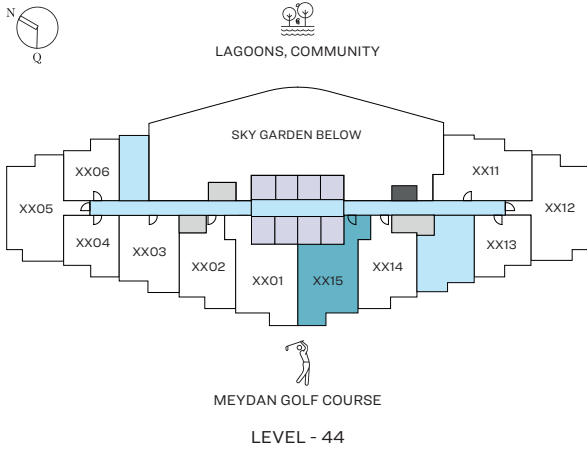 N
Q
LAGOONS, COMMUNITY
SKY GARDEN BELOW
XX06
XX11
XX05
XX12
XX04
XX03
XX13
XX02
XX14
XX01
XX15
MEYDAN GOLF COURSE
LEVEL - 44